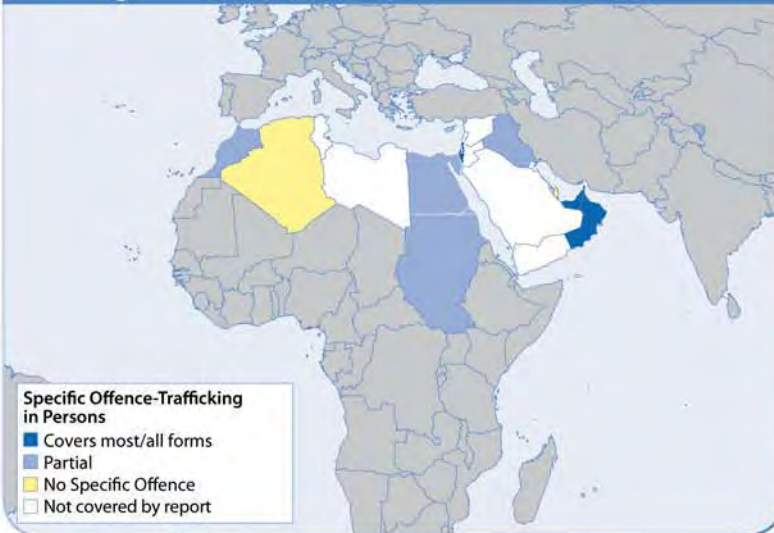 Specific Offence-Trafficking
in Persons
Covers most/all forms
Partial
No Specific Offence
Not covered by report